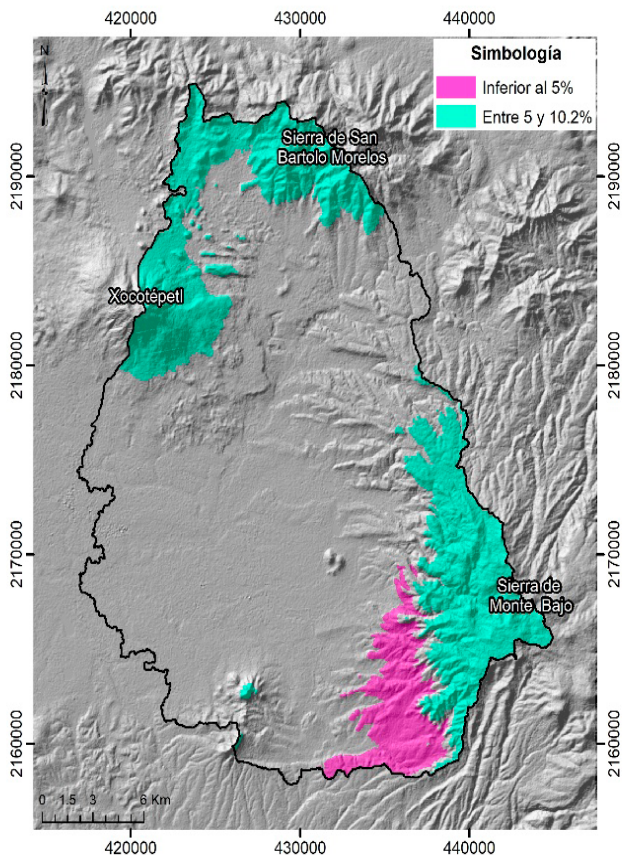 420000 430000 440000
N
Simbología
Inferior al 5%
Entre 5 y 10.2%
Sierra de San
Bartolo Morelos
2190000 2190000
Xocotépetl
2180000 2180000
2170000 2170000
Sierra de
Monte Bajo
2160000 2160000
0 1.5 3 6 Km
420000 430000 440000